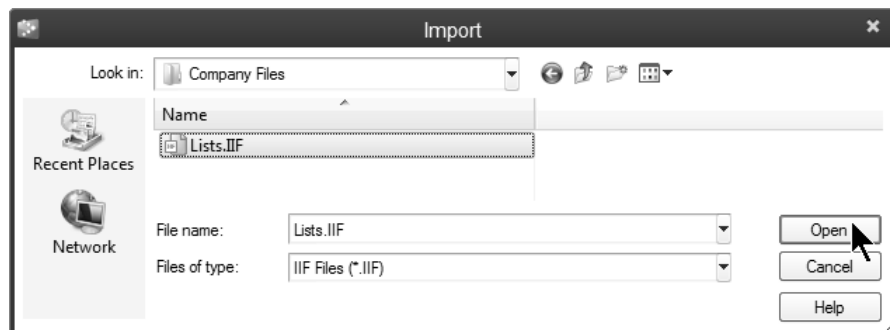 Import
Look in: Company Files
Name
Lists.IIF
Recent Places
Network
File name: Lists.IIF Open
Files of type: IIF Files (*.IIF) Cancel
Help